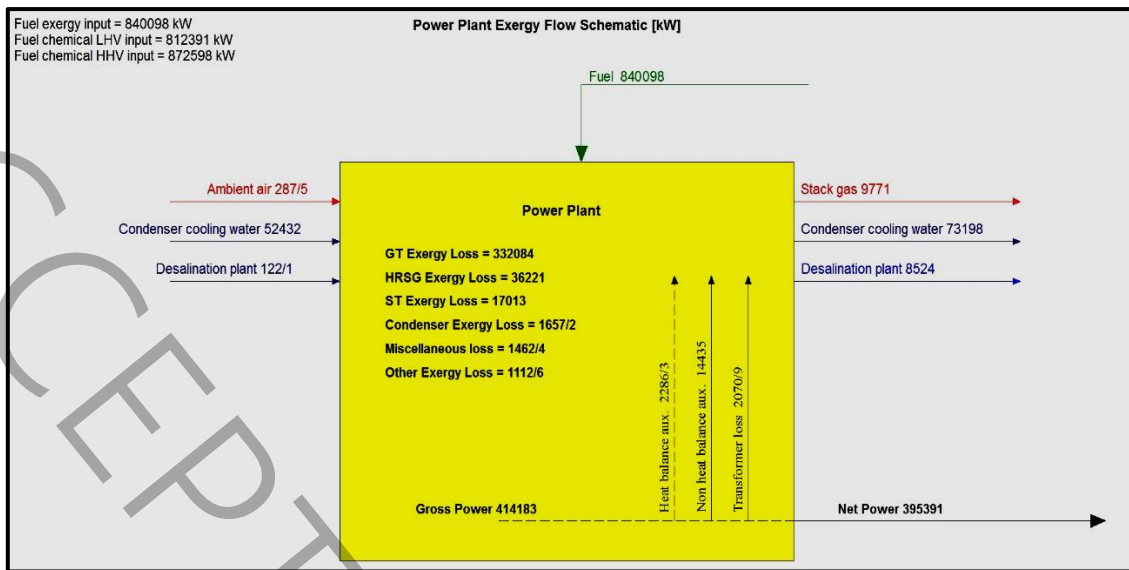 Fuel exergy input = 840098 kW
Fuel chemical LHV input = 812391 kW
Fuel chemical HHV input = 872598 kW
Power Plant Exergy Flow Schematic [kW]
Fuel 840098
Ambient air 287/5
Condenser cooling water 52432
Desalination plant 122/1
Power Plant
GT Exergy Loss = 332084
HRSG Exergy Loss = 36221
ST Exergy Loss = 17013
Condenser Exergy Loss = 1657/2
Miscellaneous loss = 1462/4
Other Exergy Loss = 1112/6
Heat balance aux. 2286/3
Non heat balance aux. 14435
Transformer loss 2070/9
Stack gas 9771
Condenser cooling water 73198
Desalination plant 8524
Gross Power 414183
Net Power 395391
CCEPT